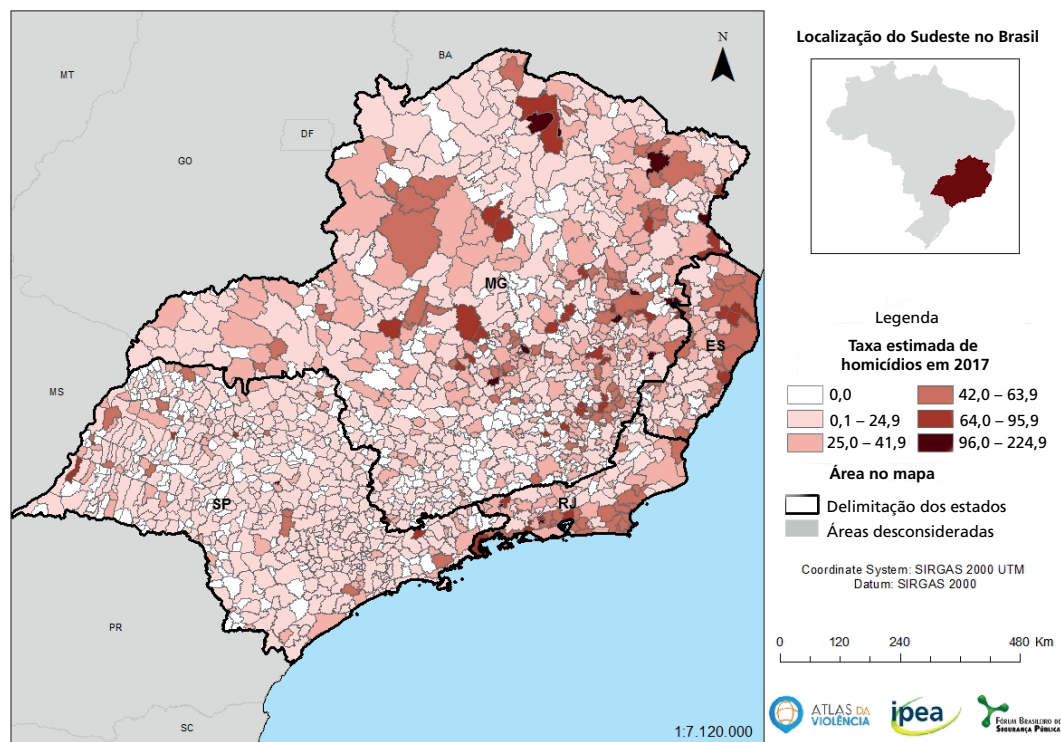 BA
N
MT
DF
GO
MG
ES
MS
SP
RJ
PR
SC
1:7.120.000
Localização do Sudeste no Brasil
Legenda
Taxa estimada de
homicídios em 2017
0,0
42,0 – 63,9
0,1 – 24,9
64,0 – 95,9
25,0 – 41,9
96,0 – 224,9
Área no mapa
Delimitação dos estados
Áreas desconsideradas
Coordinate System: SIRGAS 2000 UTM
Datum: SIRGAS 2000
0 120 240 480 Km
ATLAS DA
VIOLÊNCIA
ipea
FÓRUM BRASILEIRO DE
SEGURANÇA PÚBLICA